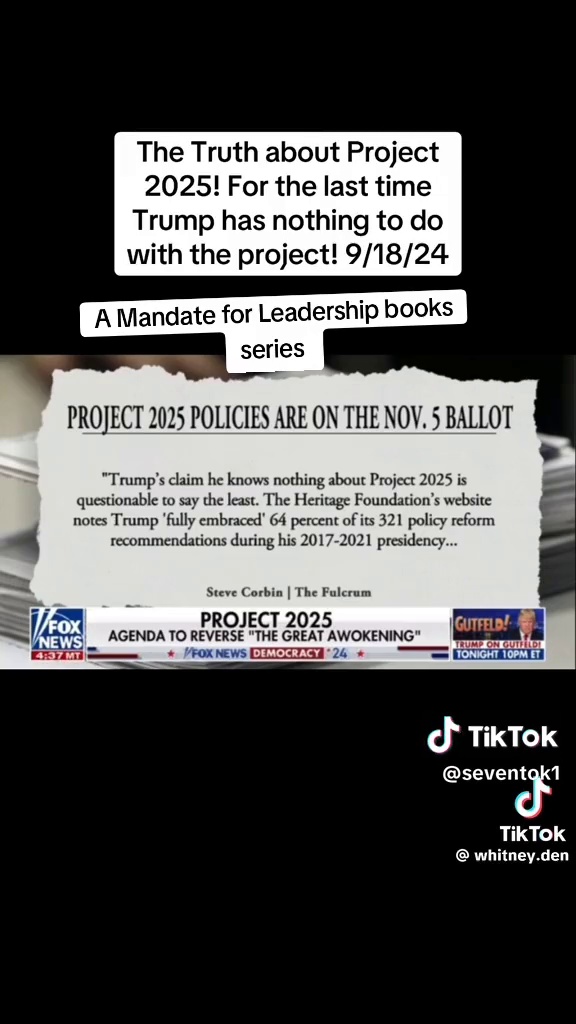 The Truth about Project
2025! For the last time
Trump has nothing to do
with the project! 9/18/24
A Mandate for Leadership books
series
PROJECT 2025 POLICIES ARE ON THE NOV. 5 BALLOT
"Trump's claim he knows nothing about Project 2025 is
questionable to say the least. The Heritage Foundation's website
notes Trump 'fully embraced' 64 percent of its 321 policy reform
recommendations during his 2017-2021 presidency...
Steve Corbin | The Fulcrum
FOX
NEWS
4:37 MT
PROJECT 2025
AGENDA TO REVERSE "THE GREAT AWOKENING"
FOX NEWS DEMOCRACY '24
GUTFELD!
TRUMP ON GUTFELD!
TONIGHT 10PM ET
TikTok
@seventok1
TikTok
@ whitney.den